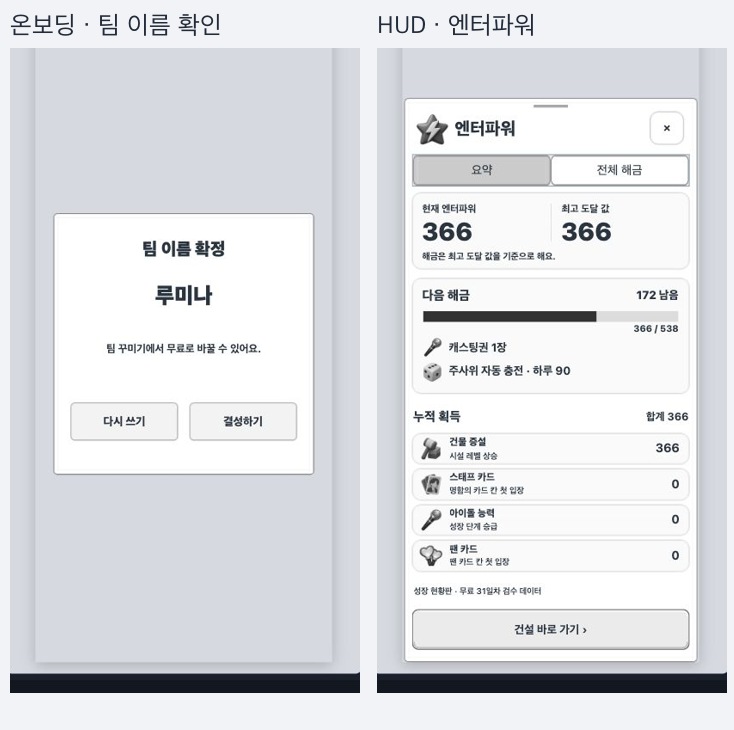 온보딩 · 팀 이름 확인
팀 이름 확정
루미나
팀 꾸미기에서 무료로 바꿀 수 있어요.
다시 쓰기
결성하기
HUD · 엔터파워
엔터파워
×
요약
전체 해금
현재 엔터파워
최고 도달 값
366
366
해금은 최고 도달 값을 기준으로 해요.
다음 해금
172 남음
366 / 538
캐스팅권 1장
주사위 자동 충전 · 하루 90
누적 획득
합계 366
건물 증설
시설 레벨 상승
366
스태프 카드
명함의 카드 칸 첫 입장
0
아이돌 능력
성장 단계 승급
0
팬 카드
팬 카드 칸 첫 입장
0
성장 현황판 · 무료 31일차 검수 데이터
건설 바로 가기 ›